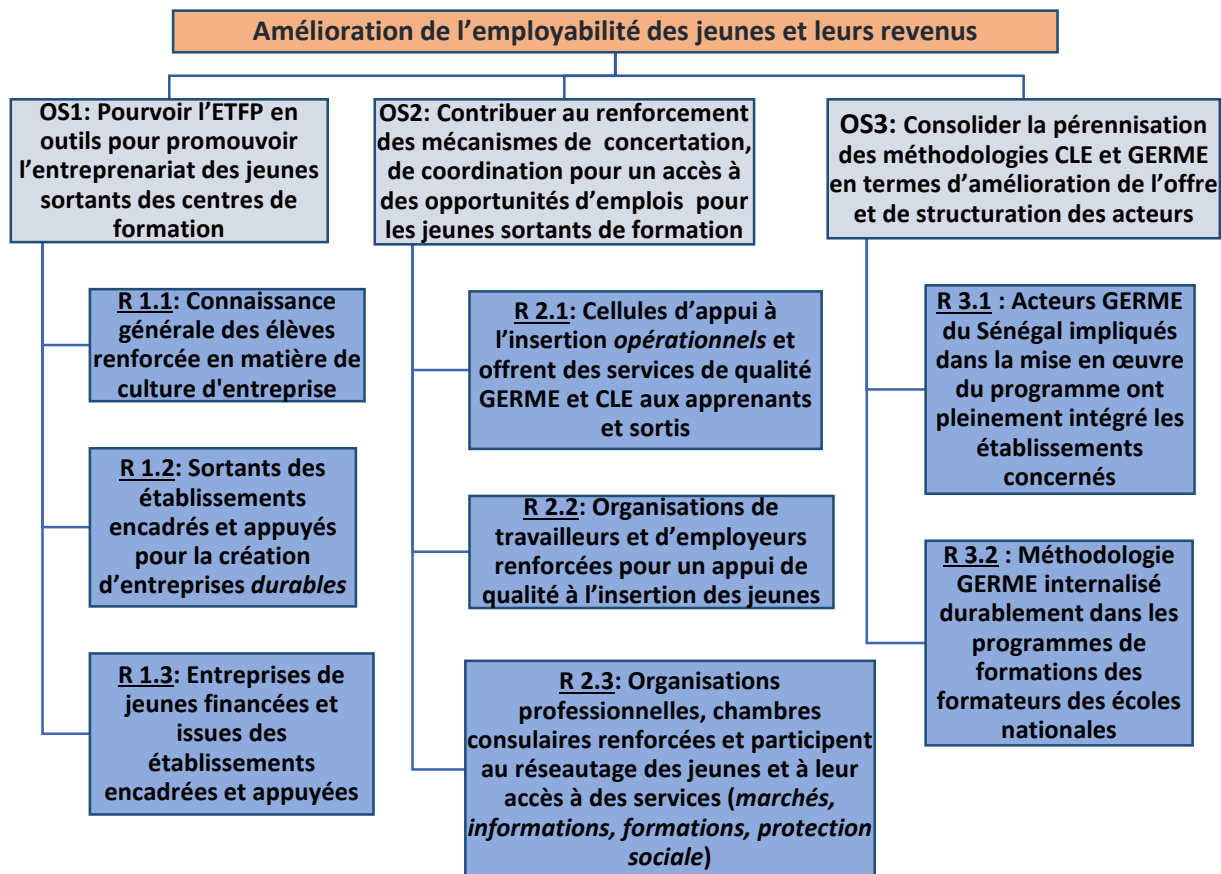 Amélioration de l’employabilité des jeunes et leurs revenus
OS1: Pourvoir l’ETFP en
outils pour promouvoir
l’entreprenariat des jeunes
sortants des centres de
formation
R 1.1: Connaissance
générale des élèves
renforcée en matière de
culture d'entreprise
R 1.2: Sortants des
établissements
encadrés et appuyés
pour la création
d’entreprises durables
R 1.3: Entreprises de
jeunes financées et
issues des
établissements
encadrées et appuyées
OS2: Contribuer au renforcement
des mécanismes de concertation,
de coordination pour un accès à
des opportunités d’emplois pour
les jeunes sortants de formation
R 2.1: Cellules d’appui à
l’insertion opérationnels et
offrent des services de qualité
GERME et CLE aux apprenants
et sortis
R 2.2: Organisations de
travailleurs et d’employeurs
renforcées pour un appui de
qualité à l’insertion des jeunes
R 2.3: Organisations
professionnelles, chambres
consulaires renforcées et participent
au réseautage des jeunes et à leur
accès à des services (marchés,
informations, formations, protection
sociale)
OS3: Consolider la pérennisation
des méthodologies CLE et GERME
en termes d’amélioration de l’offre
et de structuration des acteurs
R 3.1 : Acteurs GERME
du Sénégal impliqués
dans la mise en œuvre
du programme ont
pleinement intégré les
établissements
concernés
R 3.2 : Méthodologie
GERME internalisé
durablement dans les
programmes de
formations des
formateurs des écoles
nationales